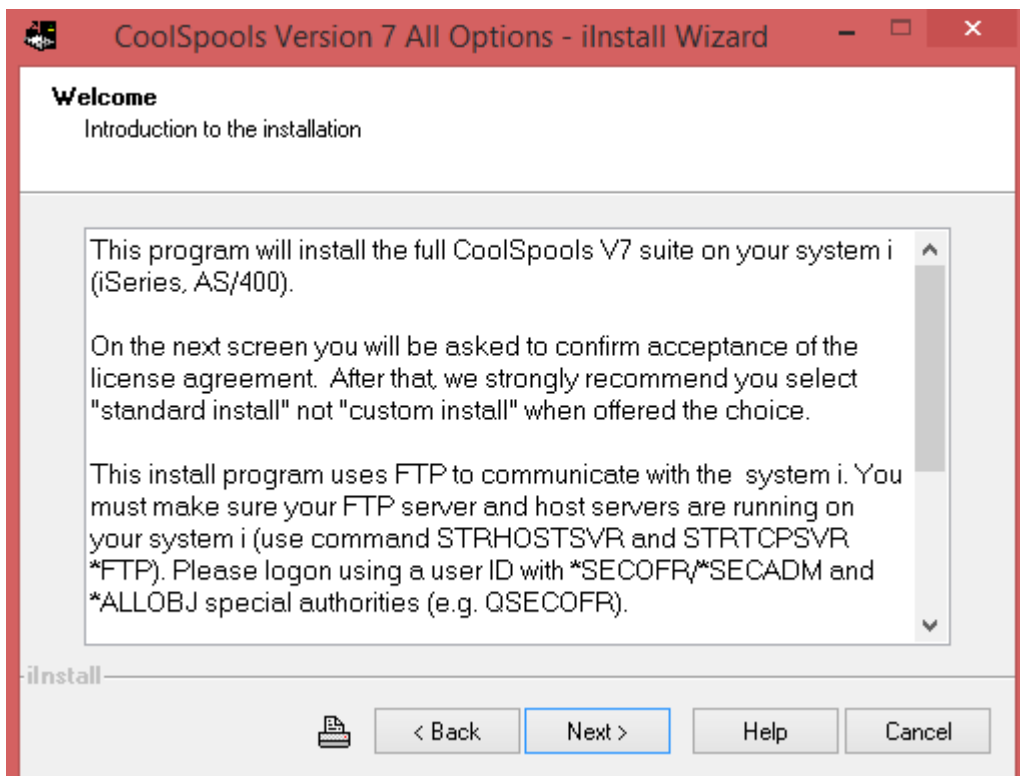 CoolSpools Version 7 All Options - iInstall Wizard
Welcome
Introduction to the installation
This program will install the full CoolSpools V7 suite on your system i
(iSeries, AS/400).
On the next screen you will be asked to confirm acceptance of the
license agreement.  After that, we strongly recommend you select
"standard install" not "custom install" when offered the choice.
This install program uses FTP to communicate with the  system i. You
must make sure your FTP server and host servers are running on
your system i (use command STRHOSTSVR and STRTCPSVR
*FTP). Please logon using a user ID with *SECOFR/*SECADM and
*ALLOBJ special authorities (e.g. QSECOFR).
iInstall
< Back
Next >
Help
Cancel